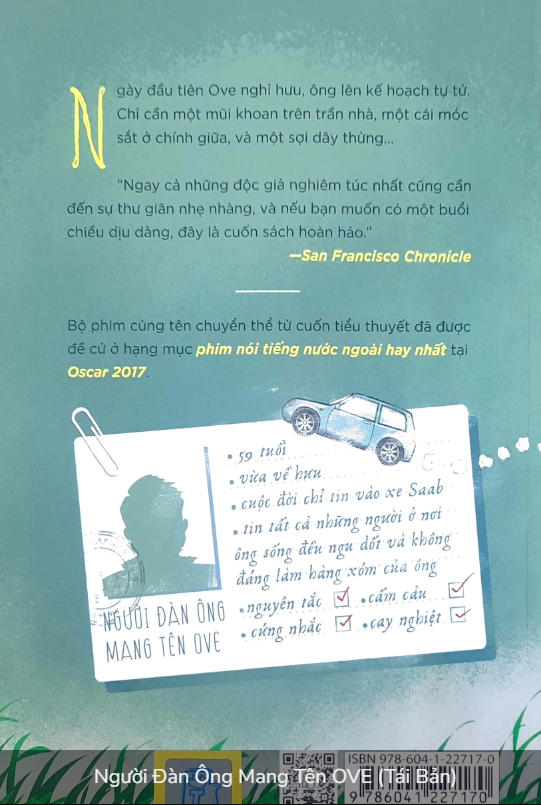 Ngày đầu tiên Ove nghỉ hưu, ông lên kế hoạch tự tử.
Chỉ cần một mũi khoan trên trần nhà, một cái móc
sắt ở chính giữa, và một sợi dây thừng...
“Ngay cả những độc giả nghiêm túc nhất cũng cần
đến sự thư giãn nhẹ nhàng, và nếu bạn muốn có một buổi
chiều dịu dàng, đây là cuốn sách hoàn hảo.”
—San Francisco Chronicle
Bộ phim cùng tên chuyển thể từ cuốn tiểu thuyết đã được
đề cử ở hạng mục phim nói tiếng nước ngoài hay nhất tại
Oscar 2017.
• 59 tuổi
• vừa về hưu
• cuộc đời chỉ tin vào xe Saab
• tin tất cả những người ở nơi
ông sống đều ngu dốt và không
đáng làm hàng xóm của ông
• nguyên tắc • cấm cảu
• cứng nhắc • cay nghiệt
NGƯỜI ĐÀN ÔNG
MANG TÊN OVE
ISBN 978-604-1-22717-0
Người Đàn Ông Mang Tên OVE (Tái Bản)
9786041227170